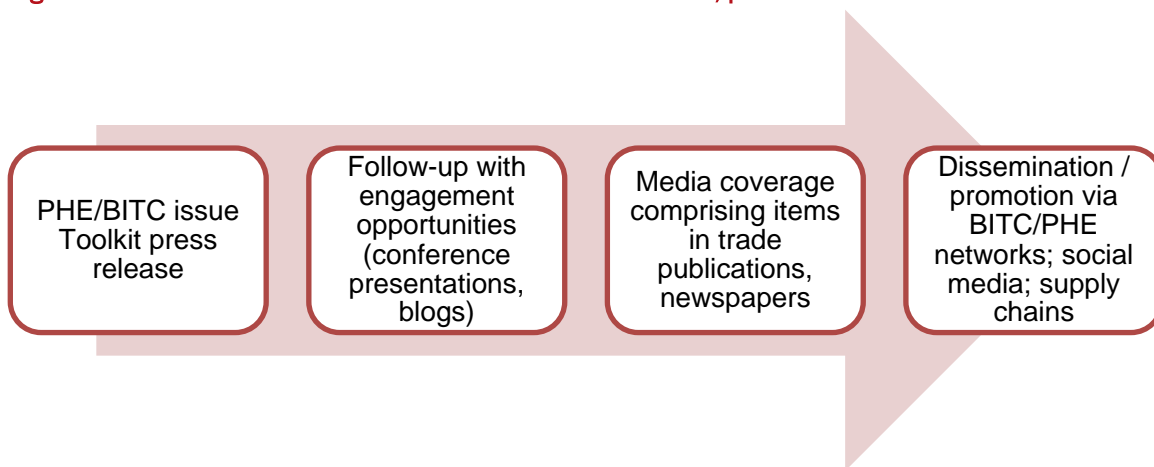 PHE/BITC issue
Toolkit press
release
Follow-up with
engagement
opportunities
(conference
presentations,
blogs)
Media coverage
comprising items
in trade
publications,
newspapers
Dissemination /
promotion via
BITC/PHE
networks; social
media; supply
chains